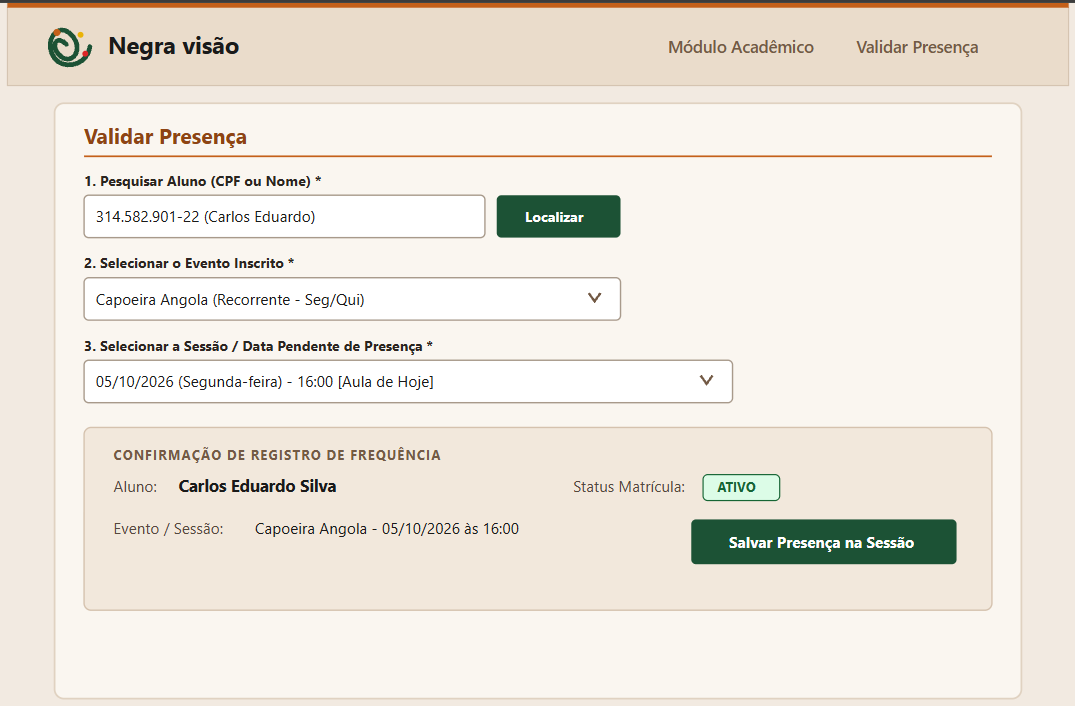 Negra visão
Módulo Acadêmico
Validar Presença
Validar Presença
1. Pesquisar Aluno (CPF ou Nome) *
314.582.901-22 (Carlos Eduardo)
Localizar
2. Selecionar o Evento Inscrito *
Capoeira Angola (Recorrente - Seg/Qui)
3. Selecionar a Sessão / Data Pendente de Presença *
05/10/2026 (Segunda-feira) - 16:00 [Aula de Hoje]
CONFIRMAÇÃO DE REGISTRO DE FREQUÊNCIA
Aluno: Carlos Eduardo Silva
Status Matrícula: ATIVO
Evento / Sessão: Capoeira Angola - 05/10/2026 às 16:00
Salvar Presença na Sessão